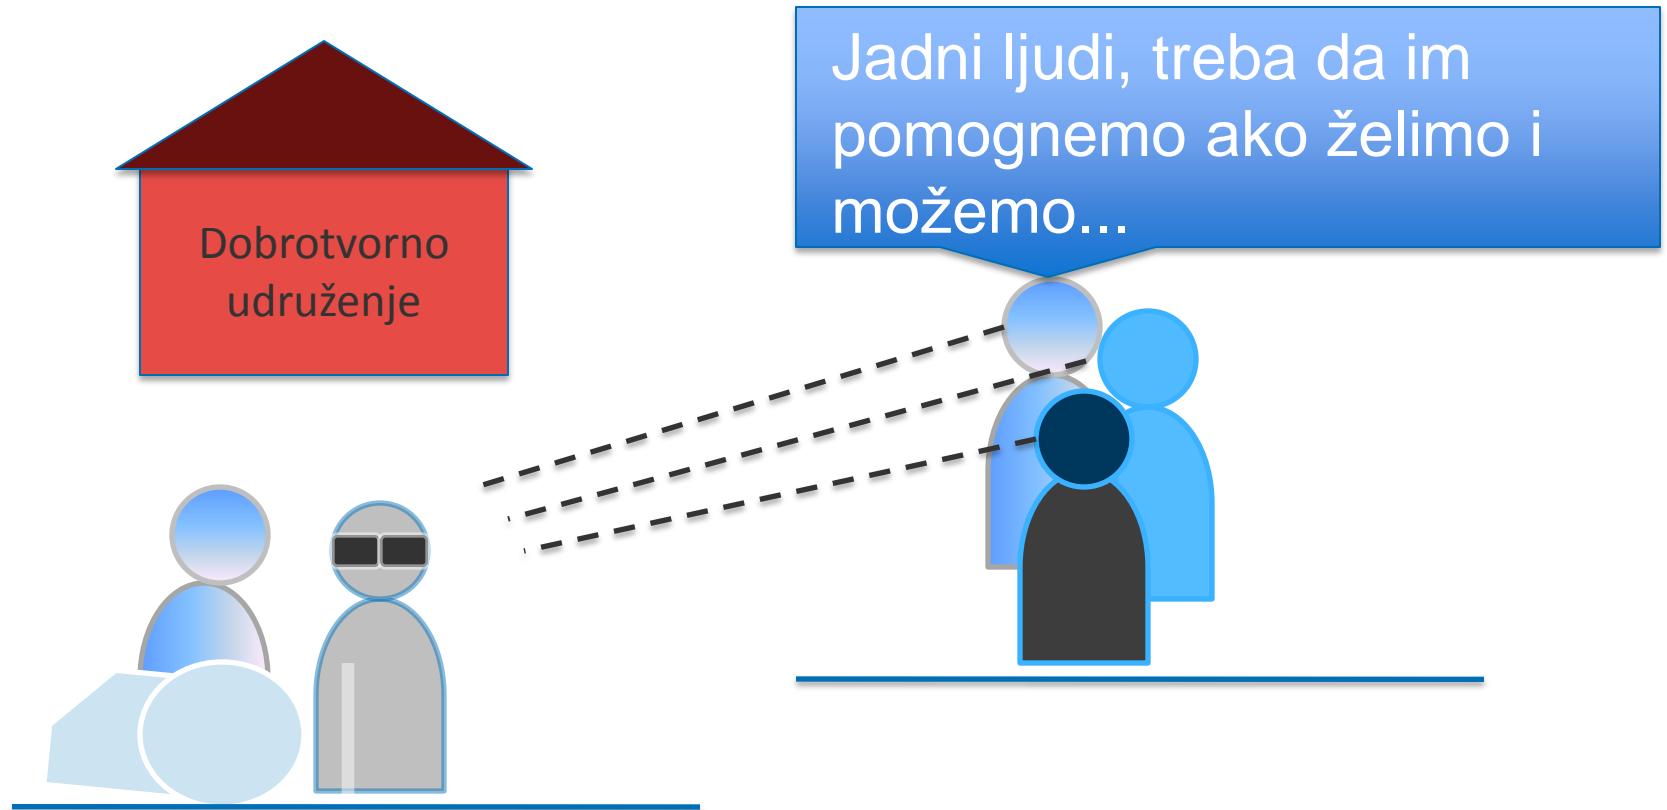 Jadni ljudi, treba da im
pomognemo ako želimo i
možemo...
Dobrotvorno
udruženje